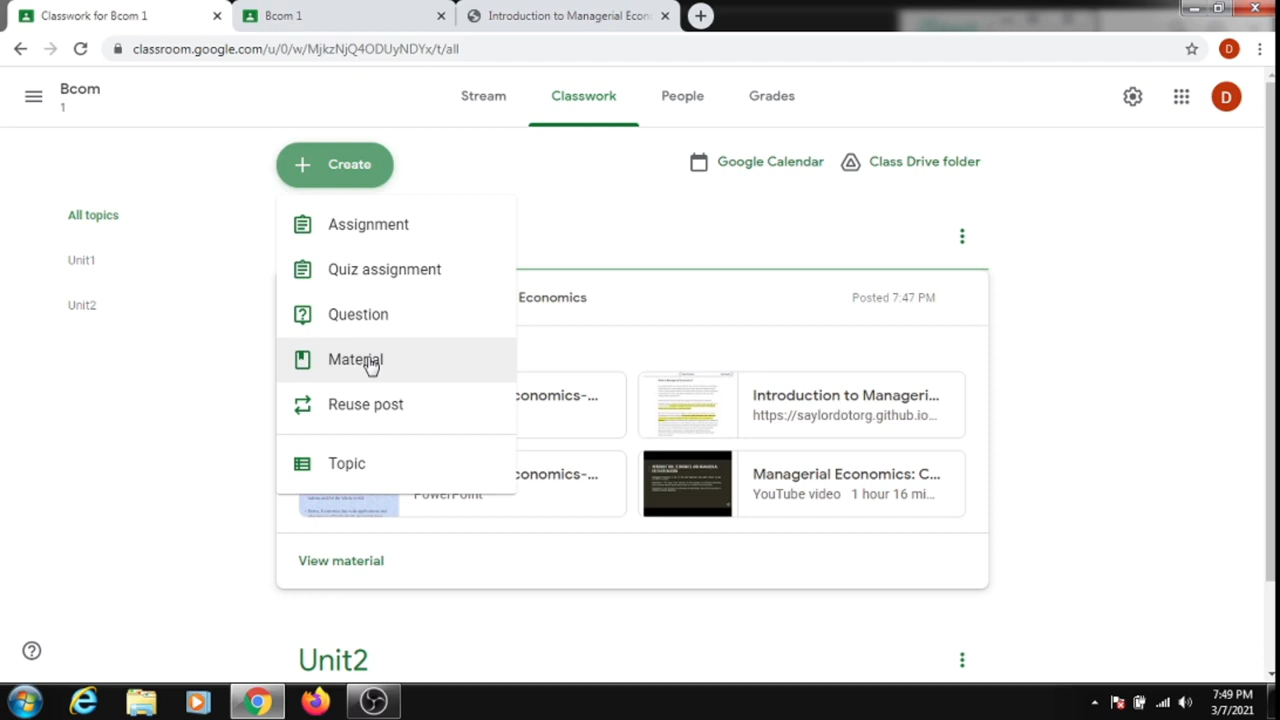 Classwork for Bcom 1
Bcom 1
Introduction to Managerial Econ
classroom.google.com/u/0/w/MjkzNjQ4ODUyNDYx/t/all
D
Bcom
1
Stream
Classwork
People
Grades
D
Create
Google Calendar
Class Drive folder
All topics
Unit1
Unit2
Assignment
Quiz assignment
Question
Material
Reuse post
Topic
Economics
Posted 7:47 PM
conomics-...
Introduction to Manageri...
https://saylordotorg.github.io...
conomics-...
PowerPoint
Managerial Economics: C...
YouTube video 1 hour 16 mi...
View material
Unit2
7:49 PM
3/7/2021